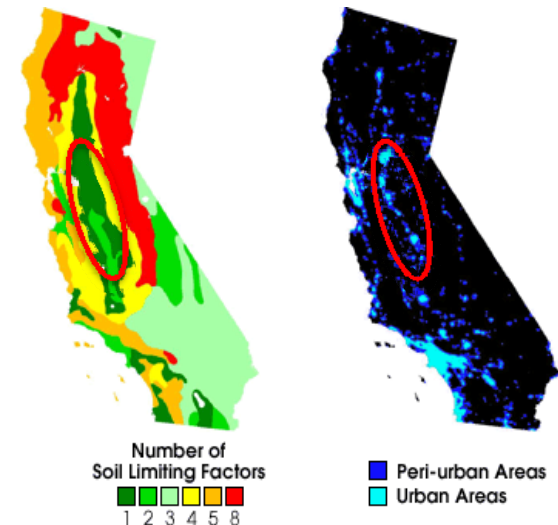 Number of
Soil Limiting Factors
1 2 3 4 5 8
Peri-urban Areas
Urban Areas